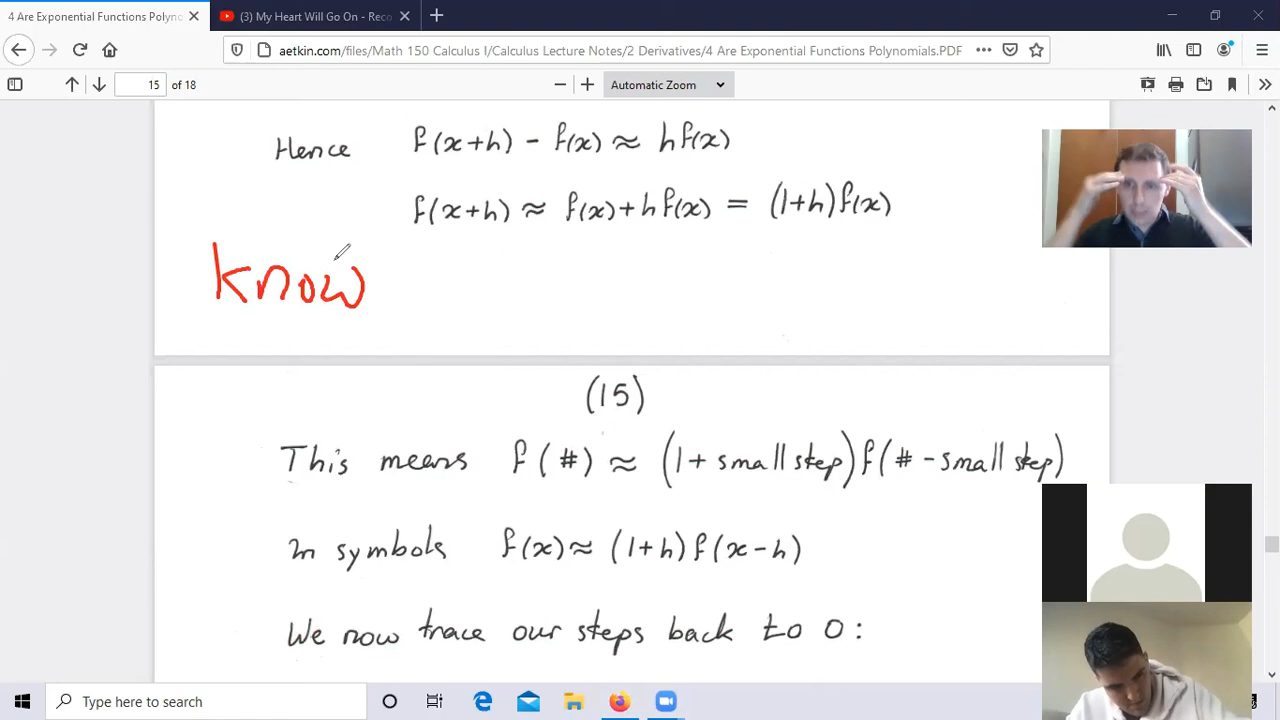 4 Are Exponential Functions Polyno
(3) My Heart Will Go On - Reco
aetkin.com/files/Math 150 Calculus I/Calculus Lecture Notes/2 Derivatives/4 Are Exponential Functions Polynomials.PDF
15 of 18
Automatic Zoom
Hence f(x+h) - f(x) ≈ hf(x)
f(x+h) ≈ f(x)+hf(x) = (1+h)f(x)
know
(15)
This means f(#) ≈ (1+ small step)f(# - small step)
In symbols f(x) ≈ (1+h)f(x-h)
We now trace our steps back to 0:
Type here to search